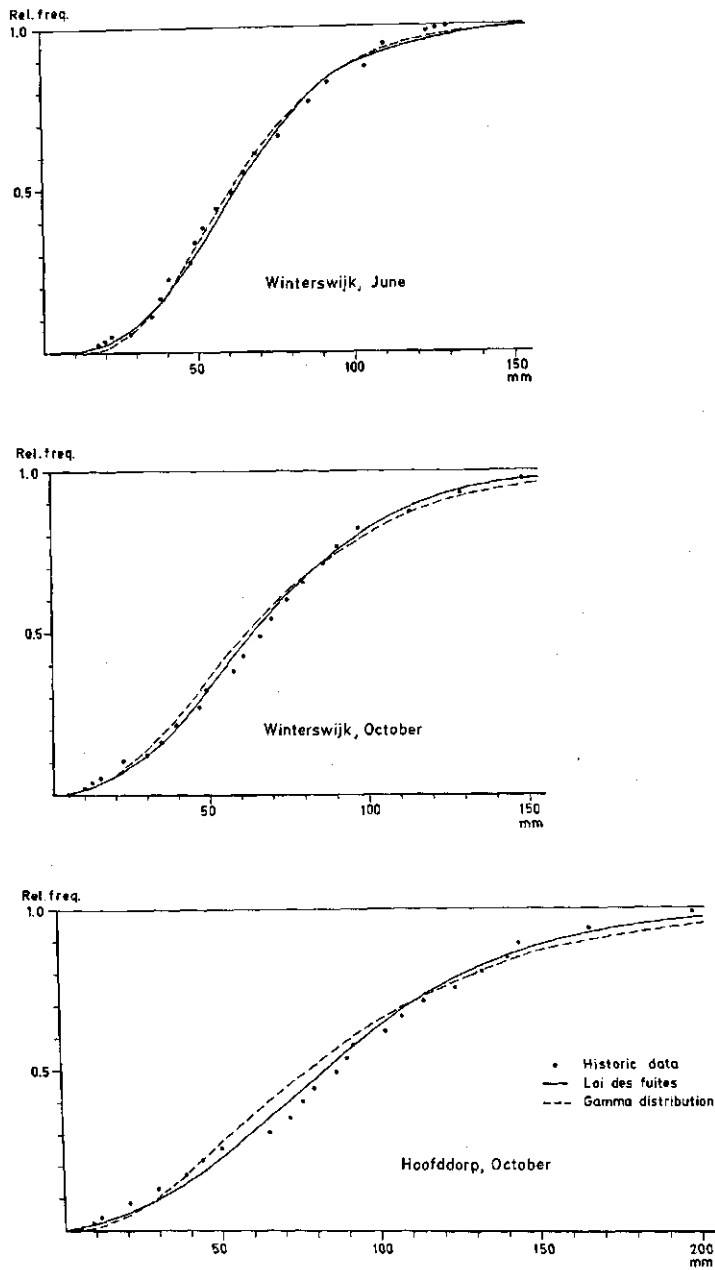 Rel. freq.
1.0
0.5
Winterswijk, June
50
100
150
mm
Rel. freq.
1.0
0.5
Winterswijk, October
50
100
150
mm
Rel. freq.
1.0
0.5
Historic data
Loi des fuites
Gamma distribution
Hoofddorp, October
50
100
150
200
mm